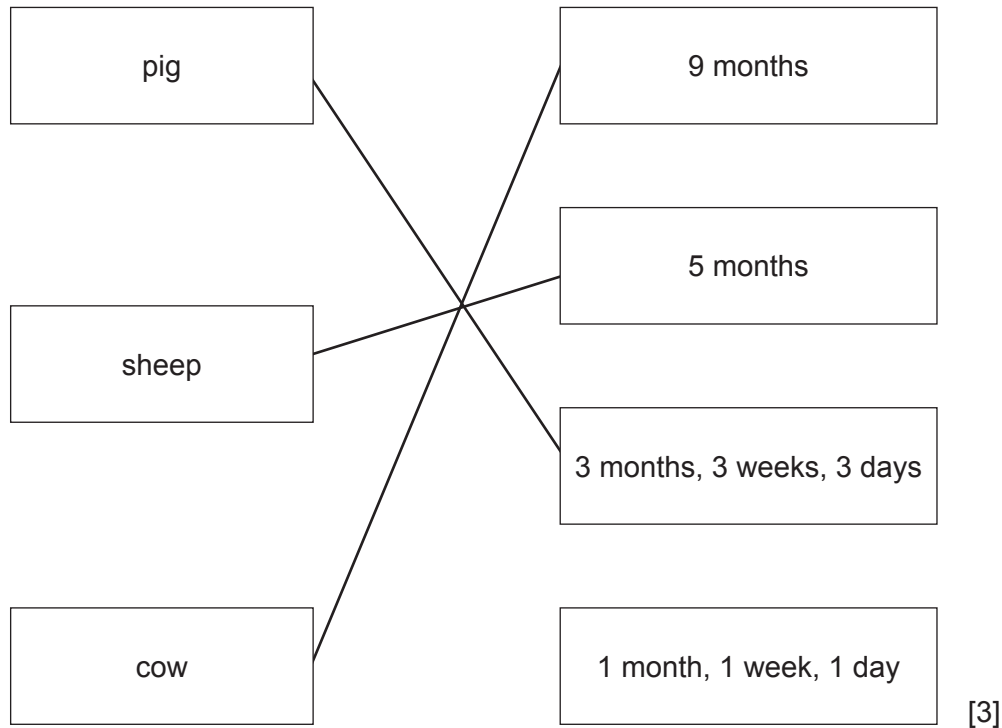 pig
9 months
5 months
sheep
3 months, 3 weeks, 3 days
cow
1 month, 1 week, 1 day
[3]